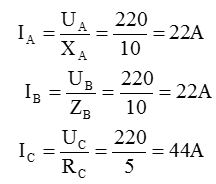 I_A = U_A/X_A = 220/10 = 22A
I_B = U_B/Z_B = 220/10 = 22A
I_C = U_C/R_C = 220/5 = 44A